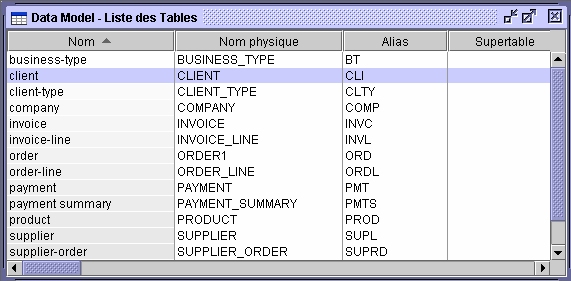 Data Model - Liste des Tables
Nom Nom physique Alias Supertable
business-type BUSINESS_TYPE BT
client CLIENT CLI
client-type CLIENT_TYPE CLTY
company COMPANY COMP
invoice INVOICE INVC
invoice-line INVOICE_LINE INVL
order ORDER1 ORD
order-line ORDER_LINE ORDL
payment PAYMENT PMT
payment summary PAYMENT_SUMMARY PMTS
product PRODUCT PROD
supplier SUPPLIER SUPL
supplier-order SUPPLIER_ORDER SUPRD